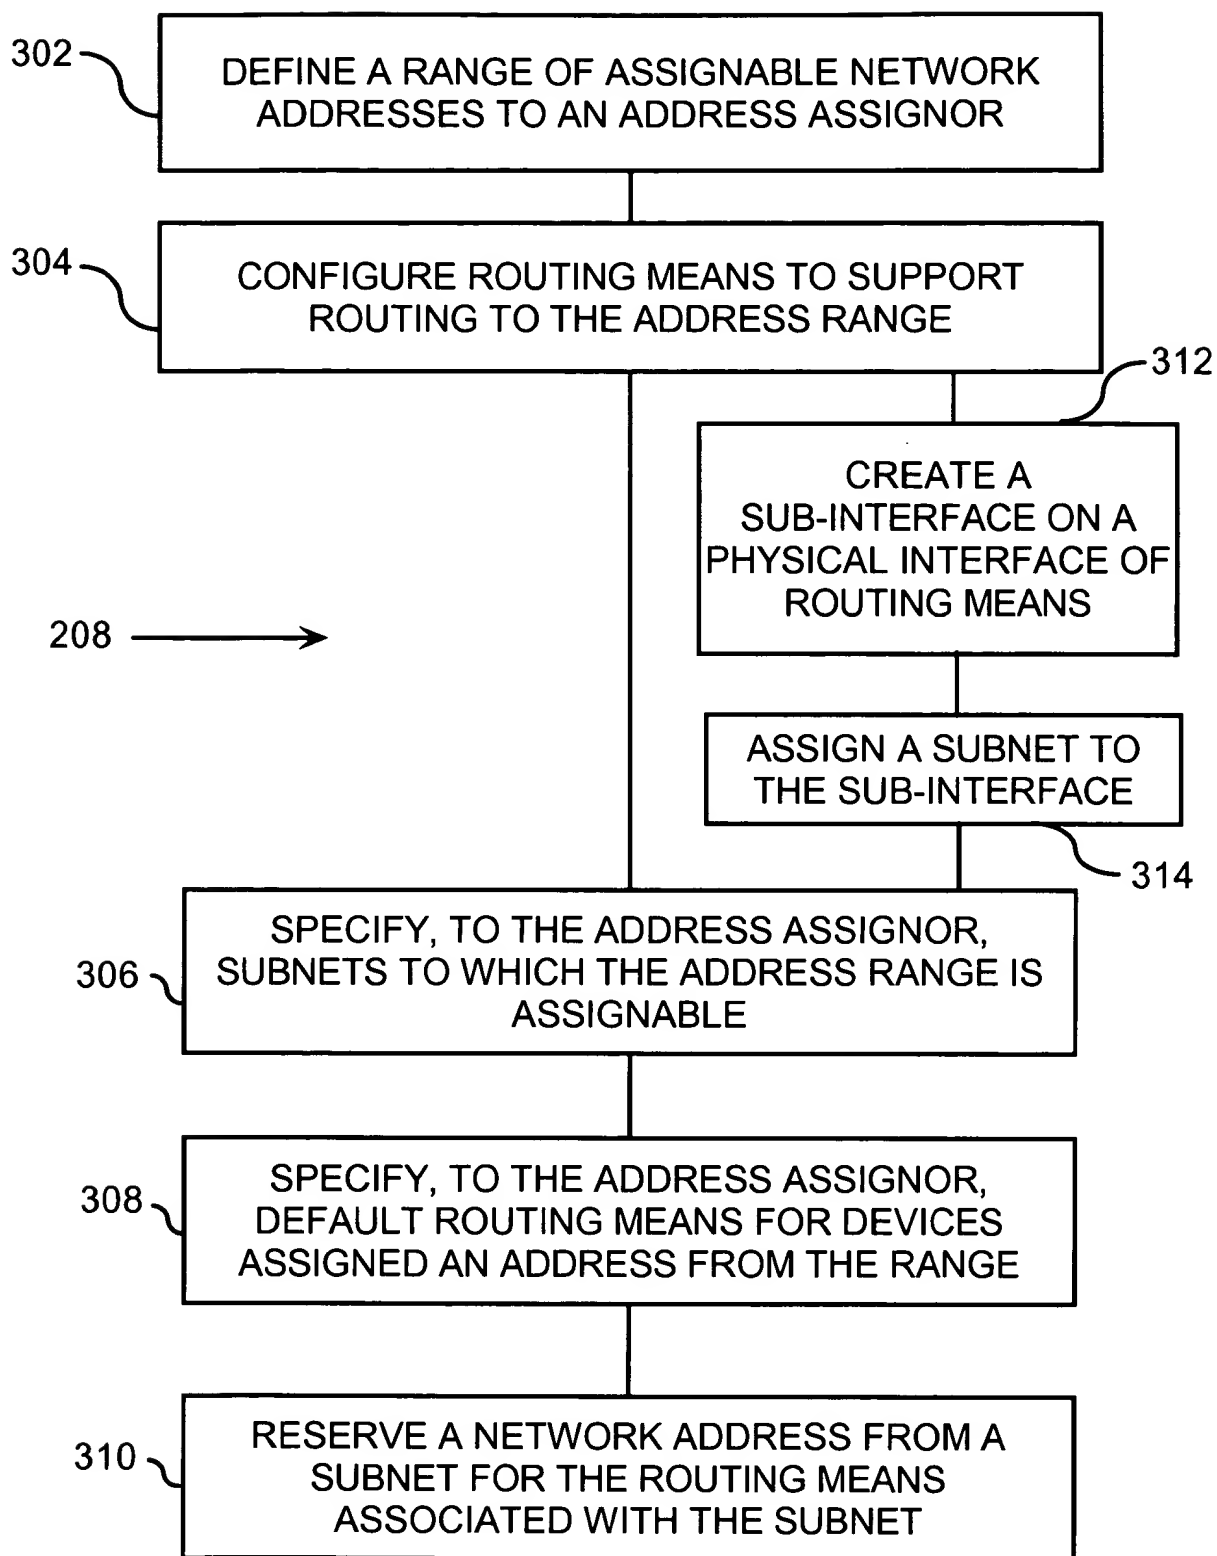 302
DEFINE A RANGE OF ASSIGNABLE NETWORK
ADDRESSES TO AN ADDRESS ASSIGNOR
304
CONFIGURE ROUTING MEANS TO SUPPORT
ROUTING TO THE ADDRESS RANGE
312
CREATE A
SUB-INTERFACE ON A
PHYSICAL INTERFACE OF
ROUTING MEANS
208
ASSIGN A SUBNET TO
THE SUB-INTERFACE
314
306
SPECIFY, TO THE ADDRESS ASSIGNOR,
SUBNETS TO WHICH THE ADDRESS RANGE IS
ASSIGNABLE
308
SPECIFY, TO THE ADDRESS ASSIGNOR,
DEFAULT ROUTING MEANS FOR DEVICES
ASSIGNED AN ADDRESS FROM THE RANGE
310
RESERVE A NETWORK ADDRESS FROM A
SUBNET FOR THE ROUTING MEANS
ASSOCIATED WITH THE SUBNET